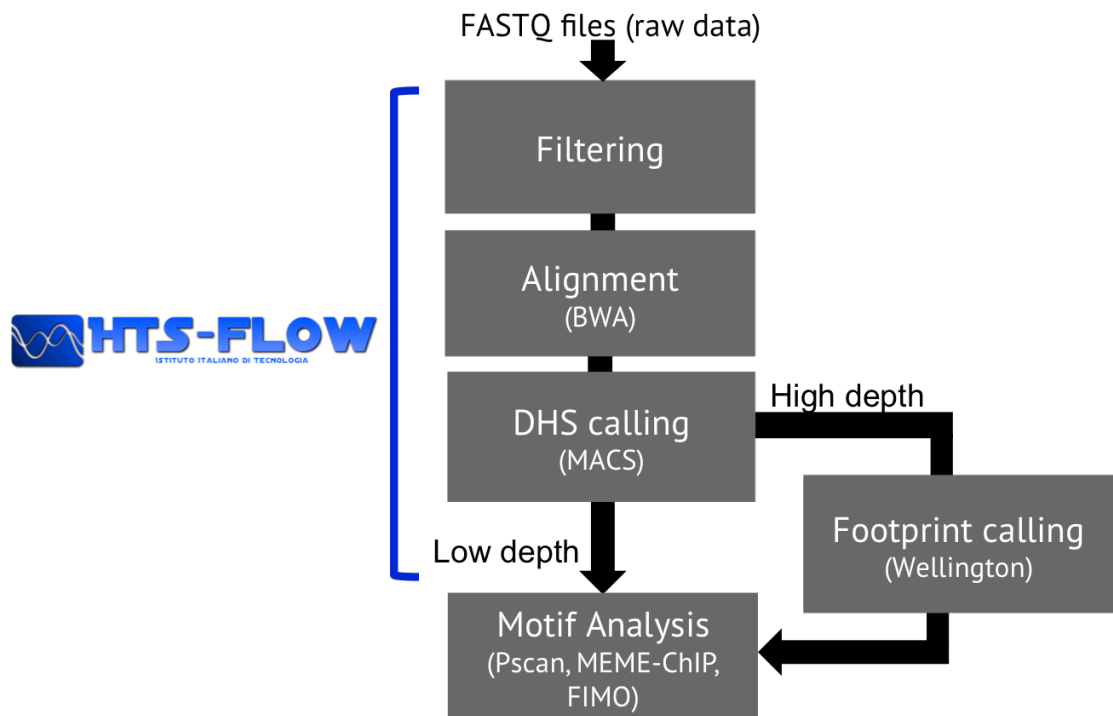 FASTQ files (raw data)
Filtering
Alignment
(BWA)
HTS-FLOW
ISTITUTO ITALIANO DI TECNOLOGIA
DHS calling
(MACS)
High depth
Footprint calling
(Wellington)
Low depth
Motif Analysis
(Pscan, MEME-ChIP,
FIMO)